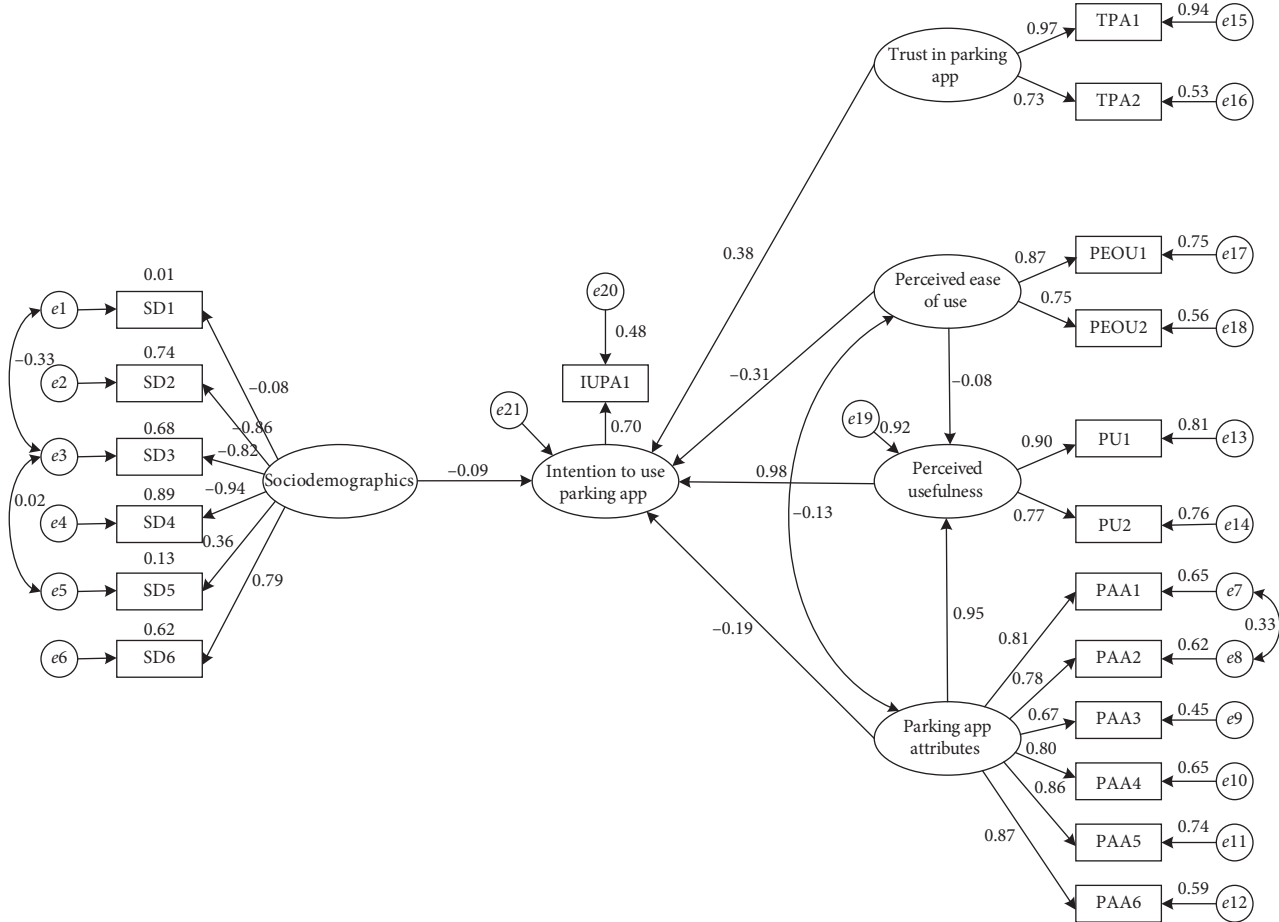 0.97
TPA1
0.94
e15
Trust in parking
app
0.73
TPA2
0.53
e16
0.38
0.87
PEOU1
0.75
e17
Perceived ease
of use
0.75
PEOU2
0.56
e18
−0.31
−0.08
−0.13
e19
0.92
0.90
PU1
0.81
e13
Perceived
usefulness
0.98
0.77
PU2
0.76
e14
0.01
e1
SD1
−0.08
−0.33
0.74
e2
SD2
−0.86
0.68
e3
SD3
−0.82
0.02
0.89
e4
SD4
−0.94
0.13
e5
SD5
0.36
0.62
e6
SD6
0.79
Sociodemographics
−0.09
e20
0.48
IUPA1
e21
0.70
Intention to use
parking app
−0.19
0.95
Parking app
attributes
0.81
PAA1
0.65
e7
0.33
0.78
PAA2
0.62
e8
0.67
PAA3
0.45
e9
0.80
PAA4
0.65
e10
0.86
PAA5
0.74
e11
0.87
PAA6
0.59
e12